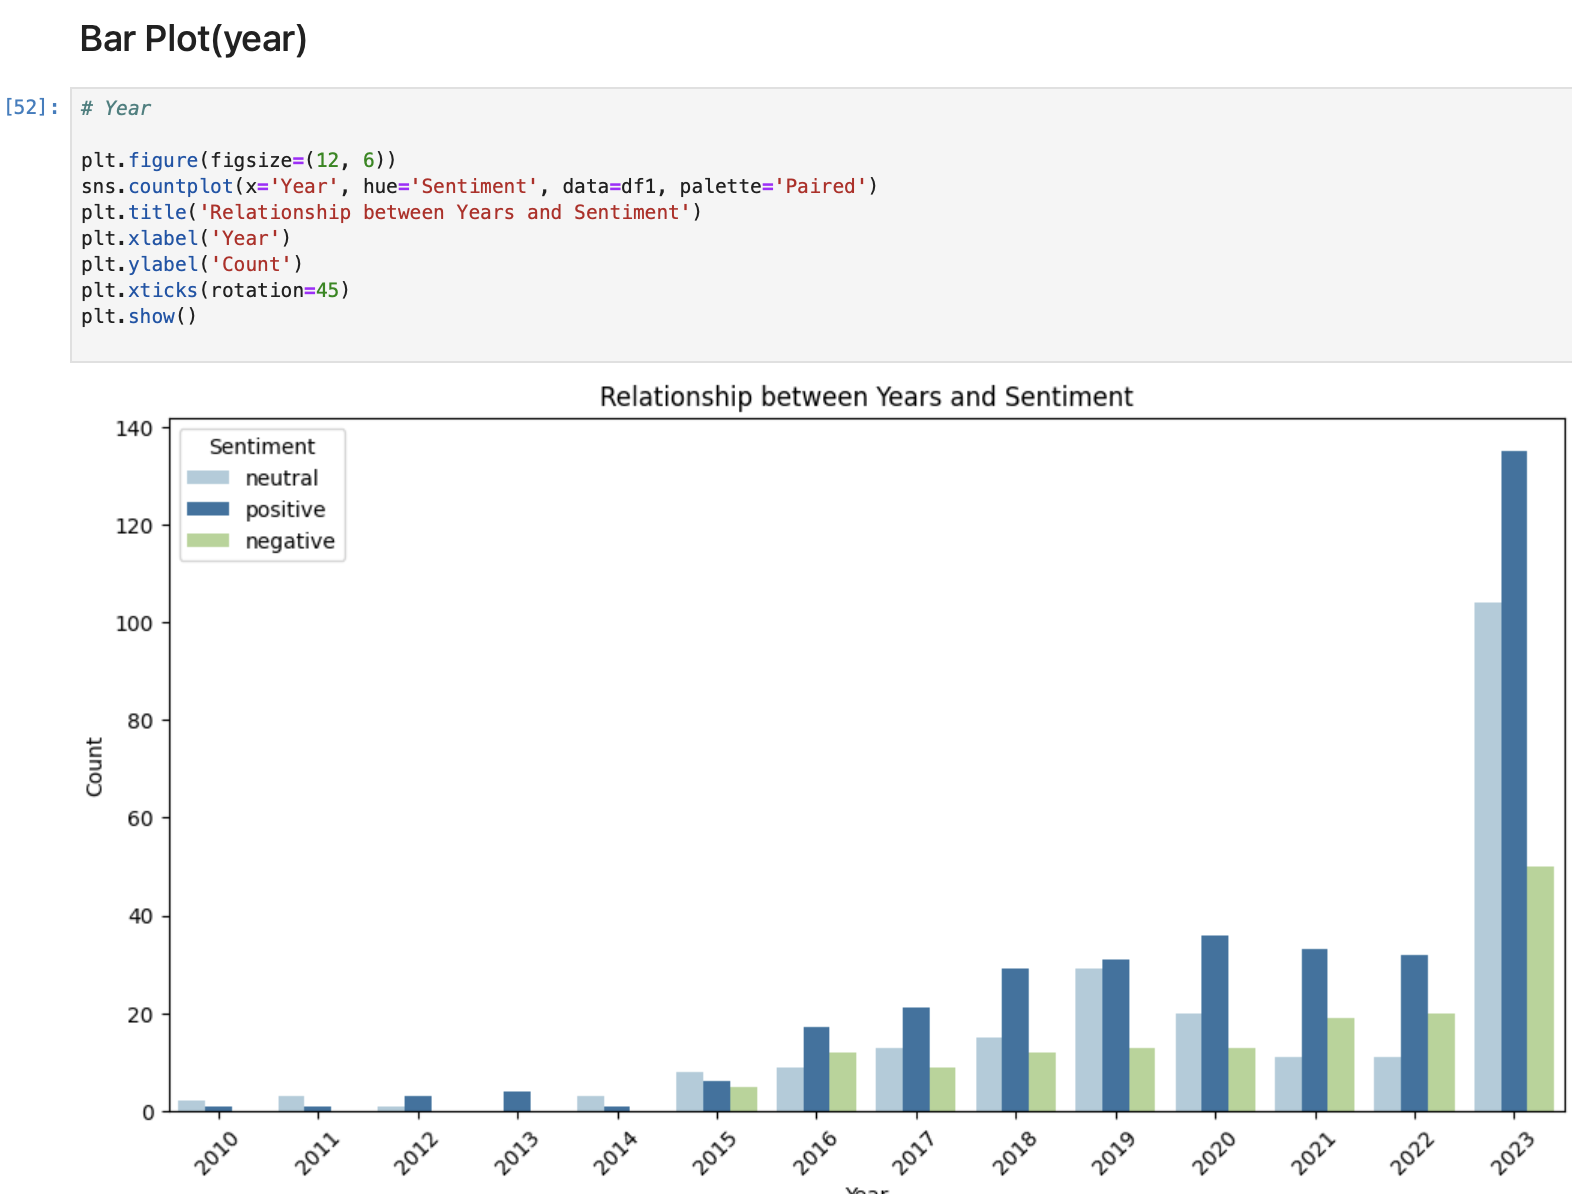 Bar Plot(year)
[52]:
# Year
plt.figure(figsize=(12, 6))
sns.countplot(x='Year', hue='Sentiment', data=df1, palette='Paired')
plt.title('Relationship between Years and Sentiment')
plt.xlabel('Year')
plt.ylabel('Count')
plt.xticks(rotation=45)
plt.show()
Relationship between Years and Sentiment
Sentiment
neutral
positive
negative
140
120
100
80
60
40
20
0
Count
2010
2011
2012
2013
2014
2015
2016
2017
2018
2019
2020
2021
2022
2023
Year